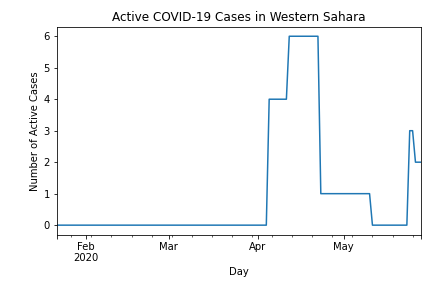 Active COVID-19 Cases in Western Sahara
Number of Active Cases
6
5
4
3
2
1
0
Feb
2020
Mar
Apr
May
Day